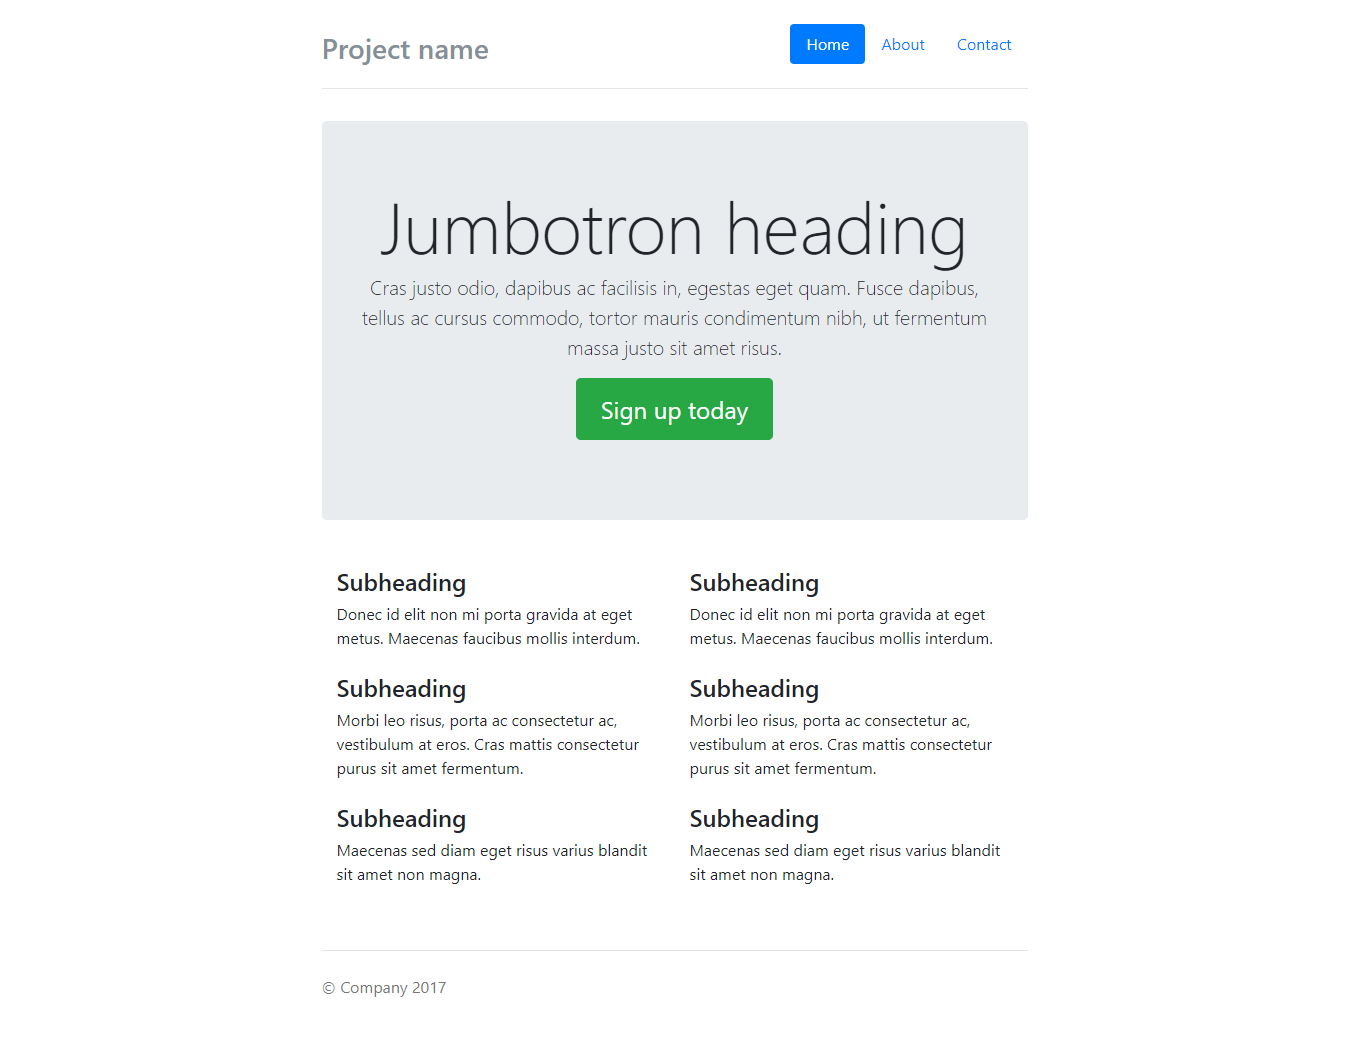 Project name
Home About Contact
Jumbotron heading
Cras justo odio, dapibus ac facilisis in, egestas eget quam. Fusce dapibus,
tellus ac cursus commodo, tortor mauris condimentum nibh, ut fermentum
massa justo sit amet risus.
Sign up today
Subheading
Donec id elit non mi porta gravida at eget
metus. Maecenas faucibus mollis interdum.
Subheading
Morbi leo risus, porta ac consectetur ac,
vestibulum at eros. Cras mattis consectetur
purus sit amet fermentum.
Subheading
Maecenas sed diam eget risus varius blandit
sit amet non magna.
Subheading
Donec id elit non mi porta gravida at eget
metus. Maecenas faucibus mollis interdum.
Subheading
Morbi leo risus, porta ac consectetur ac,
vestibulum at eros. Cras mattis consectetur
purus sit amet fermentum.
Subheading
Maecenas sed diam eget risus varius blandit
sit amet non magna.
© Company 2017